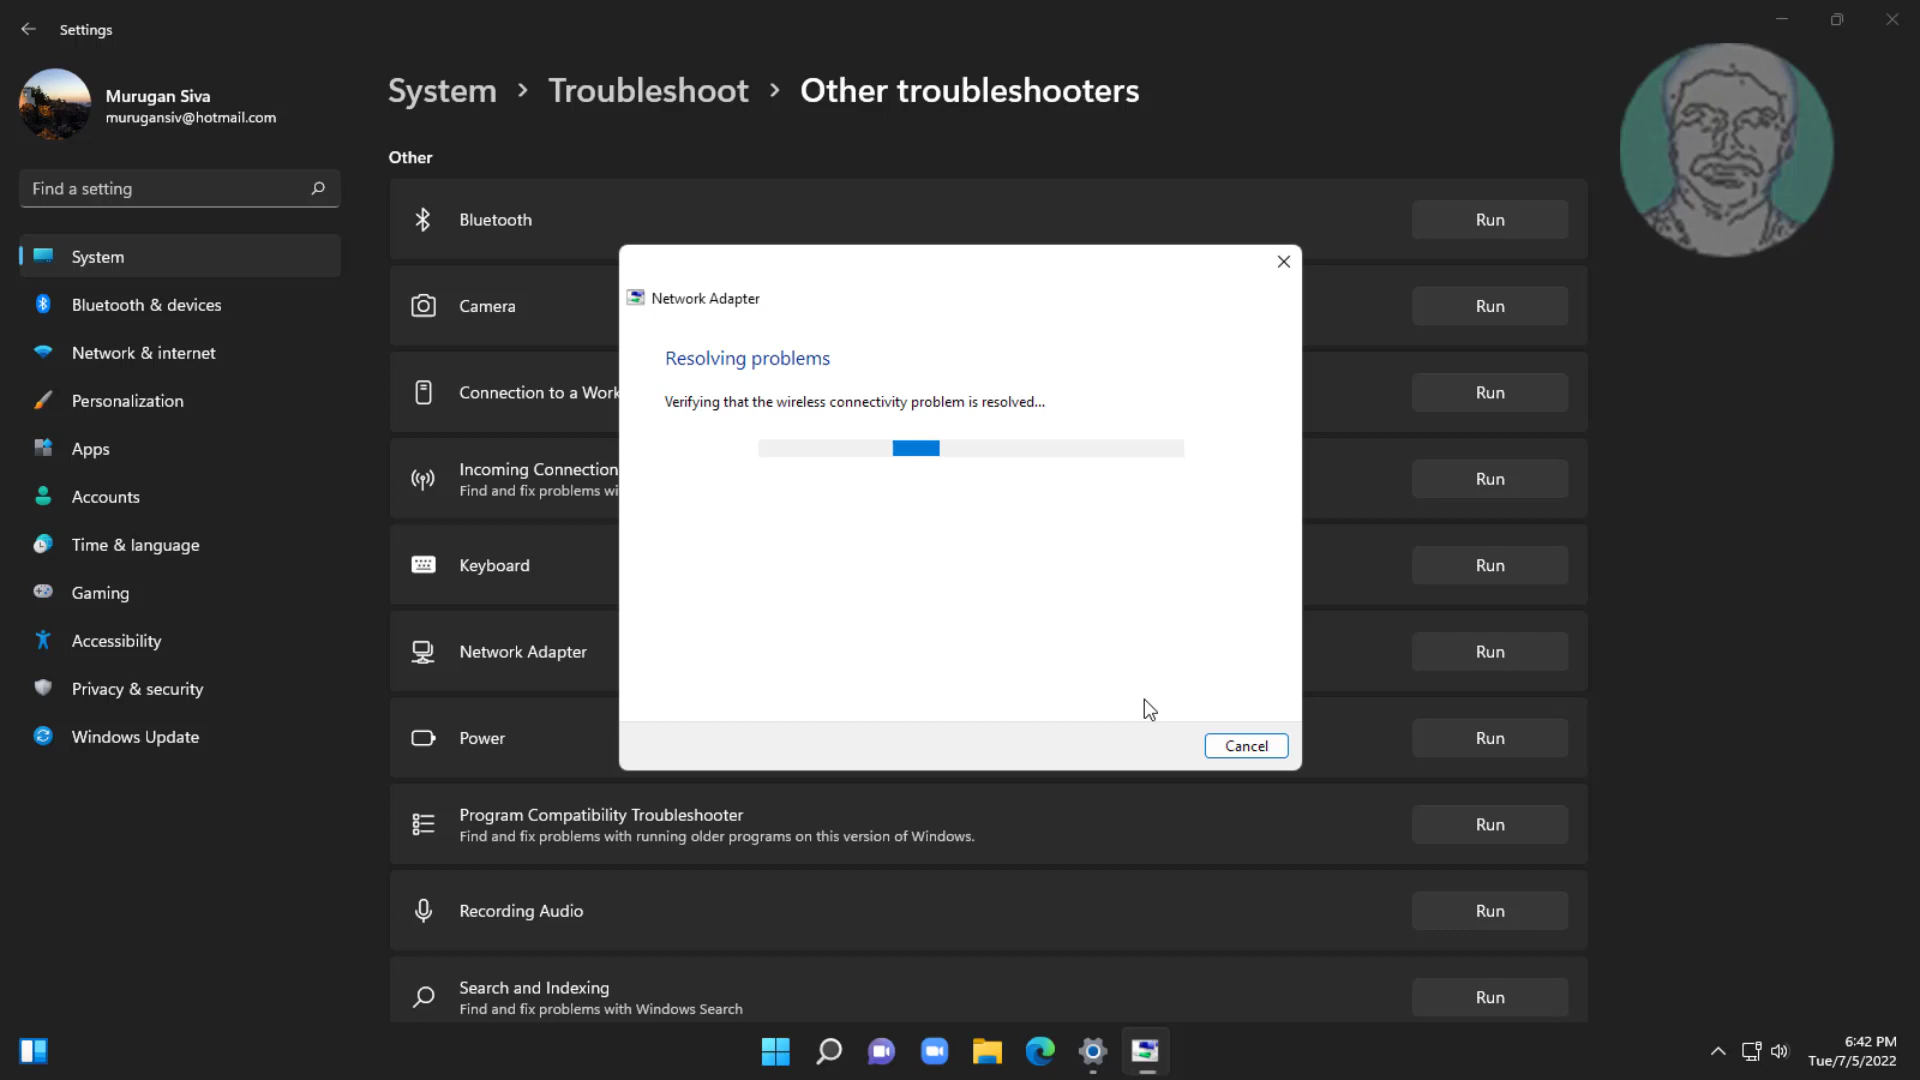 Settings
Murugan Siva
murugansiv@hotmail.com
Find a setting
System
Bluetooth & devices
Network & internet
Personalization
Apps
Accounts
Time & language
Gaming
Accessibility
Privacy & security
Windows Update
System > Troubleshoot > Other troubleshooters
Other
Bluetooth
Run
Camera
Run
Connection to a Work
Run
Incoming Connection
Find and fix problems wi
Run
Keyboard
Run
Network Adapter
Run
Power
Run
Program Compatibility Troubleshooter
Find and fix problems with running older programs on this version of Windows.
Run
Recording Audio
Run
Search and Indexing
Find and fix problems with Windows Search
Run
Network Adapter
Resolving problems
Verifying that the wireless connectivity problem is resolved...
Cancel
6:42 PM
Tue/7/5/2022